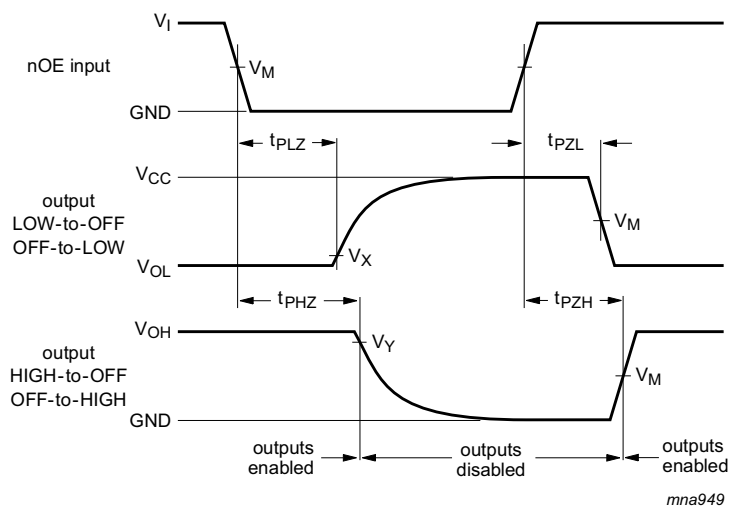 VI
nOE input
VM
GND
tPLZ
tPZL
VCC
output
LOW-to-OFF
OFF-to-LOW
VM
VX
VOL
tPHZ
tPZH
VOH
VY
output
HIGH-to-OFF
OFF-to-HIGH
VM
GND
outputs
enabled
outputs
disabled
outputs
enabled
mna949